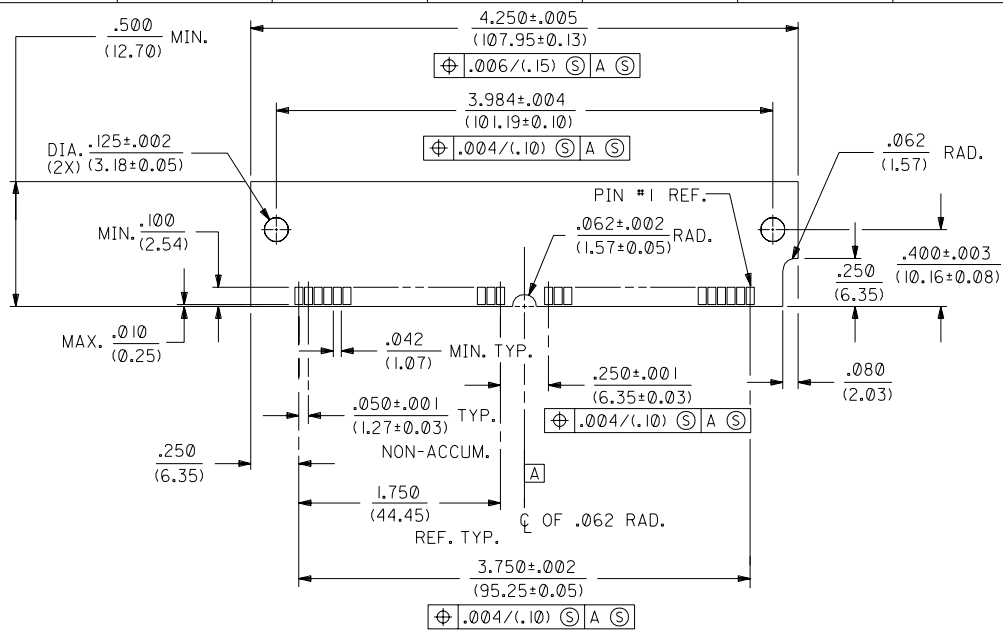 .500 MIN.
(12.70)
4.250±.005
(107.95±0.13)
⌖ .006/(.15) Ⓢ A Ⓢ
3.984±.004
(101.19±0.10)
⌖ .004/(.10) Ⓢ A Ⓢ
DIA. .125±.002
(2X) (3.18±0.05)
.062 RAD.
(1.57)
PIN #1 REF.
MIN. .100
(2.54)
.062±.002 RAD.
(1.57±0.05)
.400±.003
(10.16±0.08)
.250
(6.35)
MAX. .010
(0.25)
.042 MIN. TYP.
(1.07)
.250±.001
(6.35±0.03)
⌖ .004/(.10) Ⓢ A Ⓢ
.080
(2.03)
.050±.001 TYP.
(1.27±0.03)
NON-ACCUM.
.250
(6.35)
A
1.750
(44.45)
REF. TYP.
℄ OF .062 RAD.
3.750±.002
(95.25±0.05)
⌖ .004/(.10) Ⓢ A Ⓢ